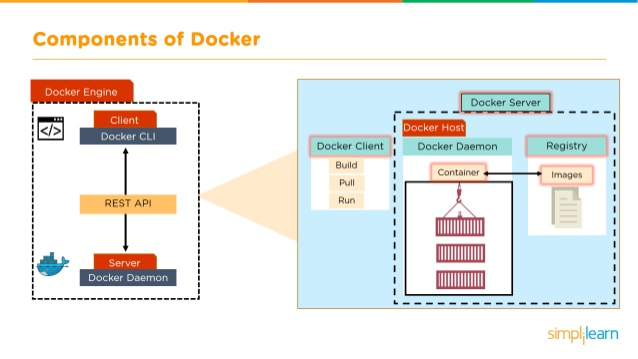 Components of Docker
Docker Engine
</>
Client
Docker CLI
REST API
Server
Docker Daemon
Docker Server
Docker Host
Docker Client
Docker Daemon
Registry
Build
Pull
Run
Container
Images
simplilearn